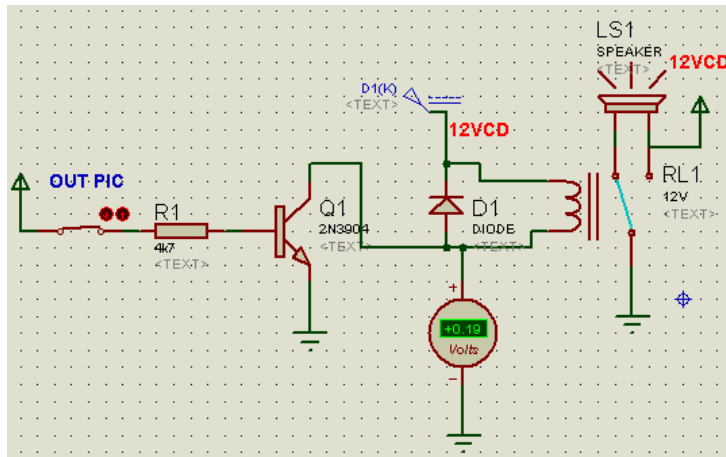 LS1
SPEAKER
<TEXT>
12VCD
D1(K)
<TEXT>
12VCD
OUT PIC
R1
4k7
<TEXT>
Q1
2N3904
<TEXT>
D1
DIODE
<TEXT>
RL1
12V
<TEXT>
+
+0.19
Volts
−